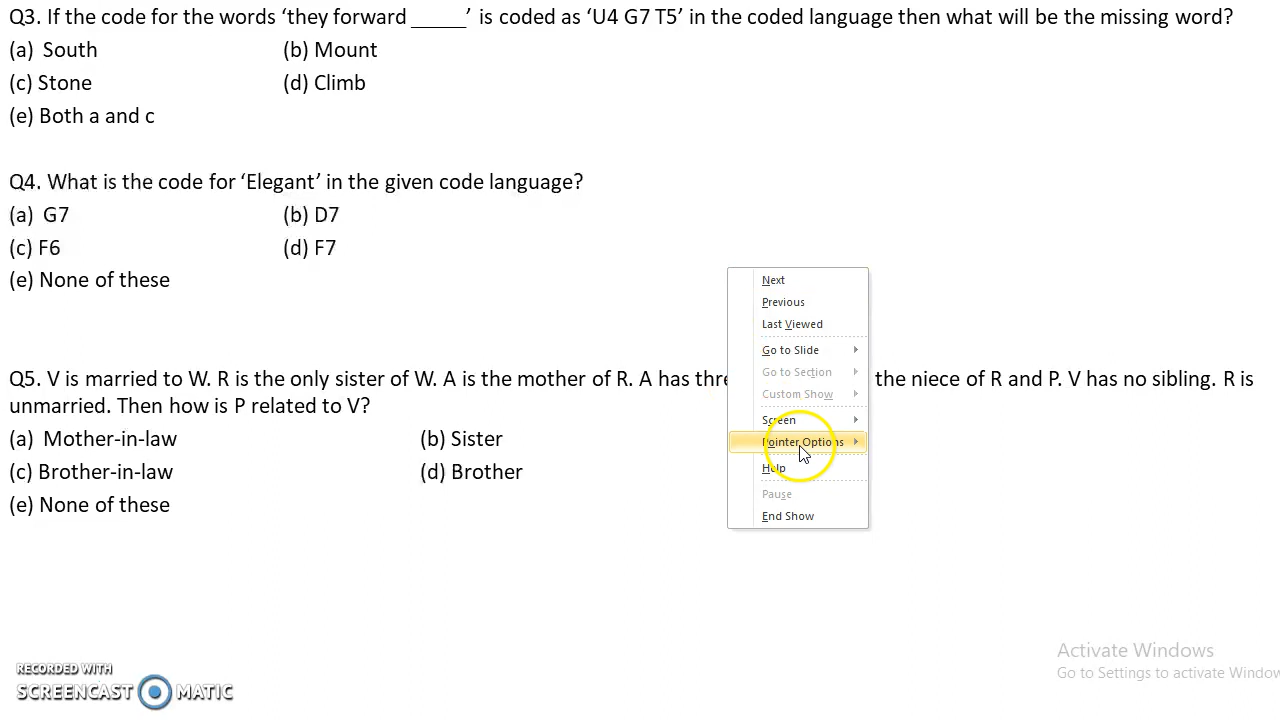 Q3. If the code for the words ‘they forward _____’ is coded as ‘U4 G7 T5’ in the coded language then what will be the missing word?
(a) South (b) Mount
(c) Stone (d) Climb
(e) Both a and c
Q4. What is the code for ‘Elegant’ in the given code language?
(a) G7 (b) D7
(c) F6 (d) F7
(e) None of these
Q5. V is married to W. R is the only sister of W. A is the mother of R. A has the niece of R and P. V has no sibling. R is
unmarried. Then how is P related to V?
(a) Mother-in-law (b) Sister
(c) Brother-in-law (d) Brother
(e) None of these
Next
Previous
Last Viewed
Go to Slide
Go to Section
Custom Show
Screen
Pointer Options
Help
Pause
End Show
Activate Windows
Go to Settings to activate Window
RECORDED WITH
SCREENCAST MATIC